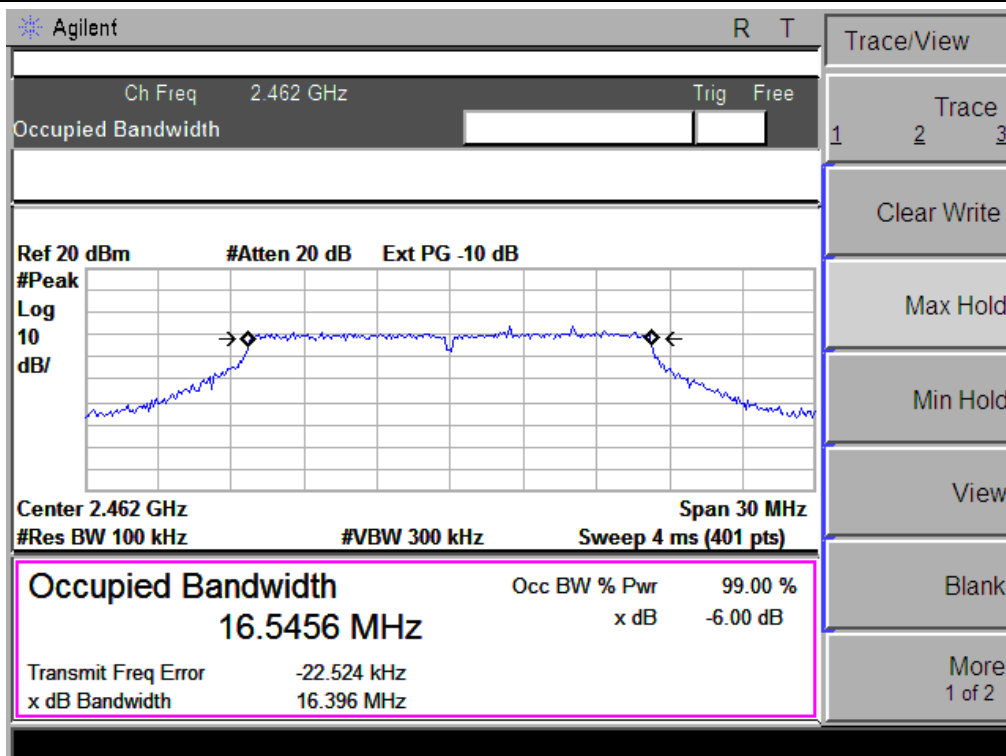 Agilent R T
Ch Freq 2.462 GHz Trig Free
Occupied Bandwidth
Ref 20 dBm #Atten 20 dB Ext PG -10 dB
#Peak
Log
10
dB/
Center 2.462 GHz Span 30 MHz
#Res BW 100 kHz #VBW 300 kHz Sweep 4 ms (401 pts)
Occupied Bandwidth Occ BW % Pwr 99.00 %
16.5456 MHz x dB -6.00 dB
Transmit Freq Error -22.524 kHz
x dB Bandwidth 16.396 MHz
Trace/View
Trace
1 2 3
Clear Write
Max Hold
Min Hold
View
Blank
More
1 of 2